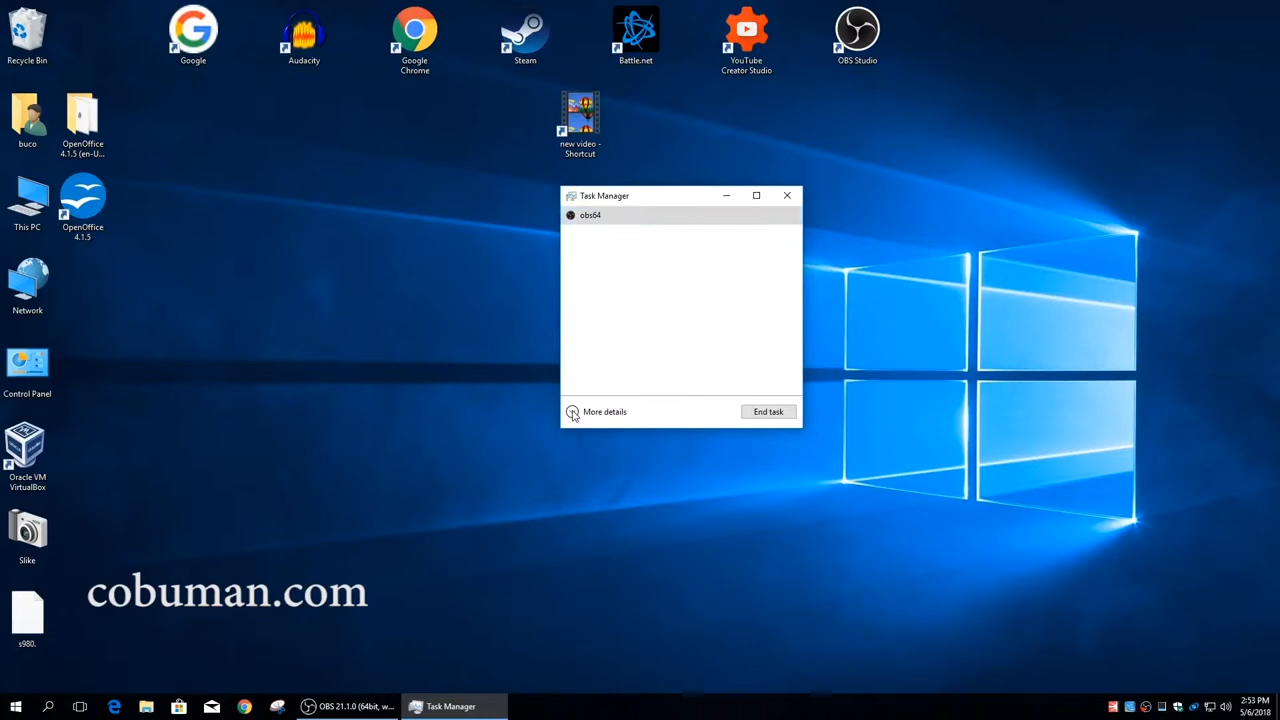 Recycle Bin
Google
Audacity
Google
Chrome
Steam
Battle.net
YouTube
Creator Studio
OBS Studio
buco
OpenOffice
4.1.5 (en-U...
new video -
Shortcut
This PC
OpenOffice
4.1.5
Task Manager
obs64
Network
Control Panel
More details
End task
Oracle VM
VirtualBox
Slike
cobuman.com
s980.
OBS 21.1.0 (64bit, w...
Task Manager
2:53 PM
5/6/2018